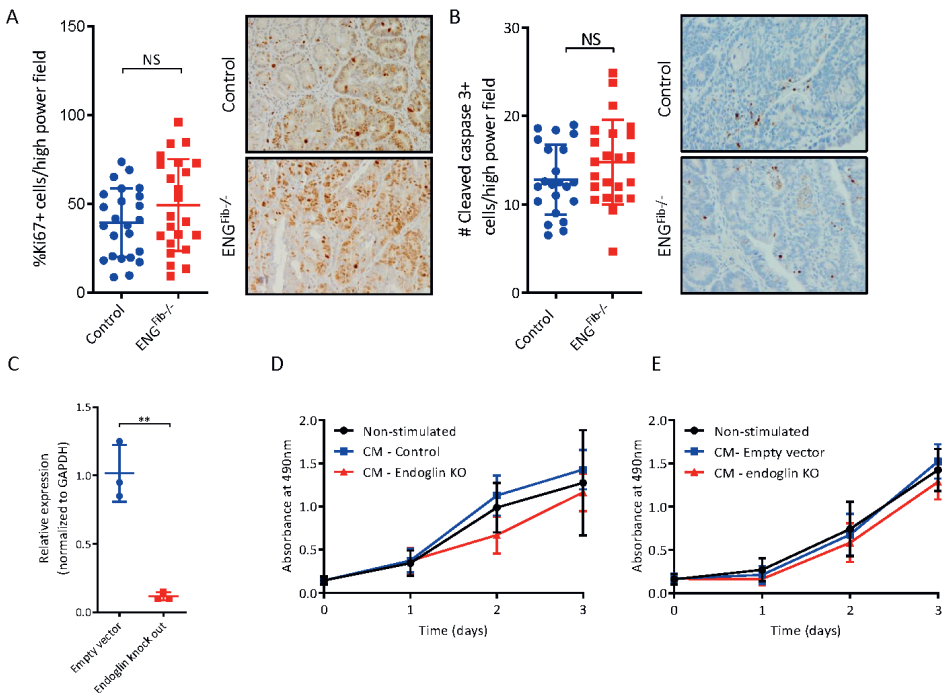 A
%Ki67+ cells/high power field
150
100
50
0
NS
Control
ENGFib-/-
Control
ENGFib-/-
B
# Cleaved caspase 3+
cells/high power field
30
20
10
0
NS
Control
ENGFib-/-
Control
ENGFib-/-
C
Relative expression
(normalized to GAPDH)
1.5
1.0
0.5
0.0
**
Empty vector
Endoglin knock out
D
Absorbance at 490nm
2.0
1.5
1.0
0.5
0.0
Non-stimulated
CM - Control
CM - Endoglin KO
0 1 2 3
Time (days)
E
Absorbance at 490nm
2.0
1.5
1.0
0.5
0.0
Non-stimulated
CM- Empty vector
CM - endoglin KO
0 1 2 3
Time (days)